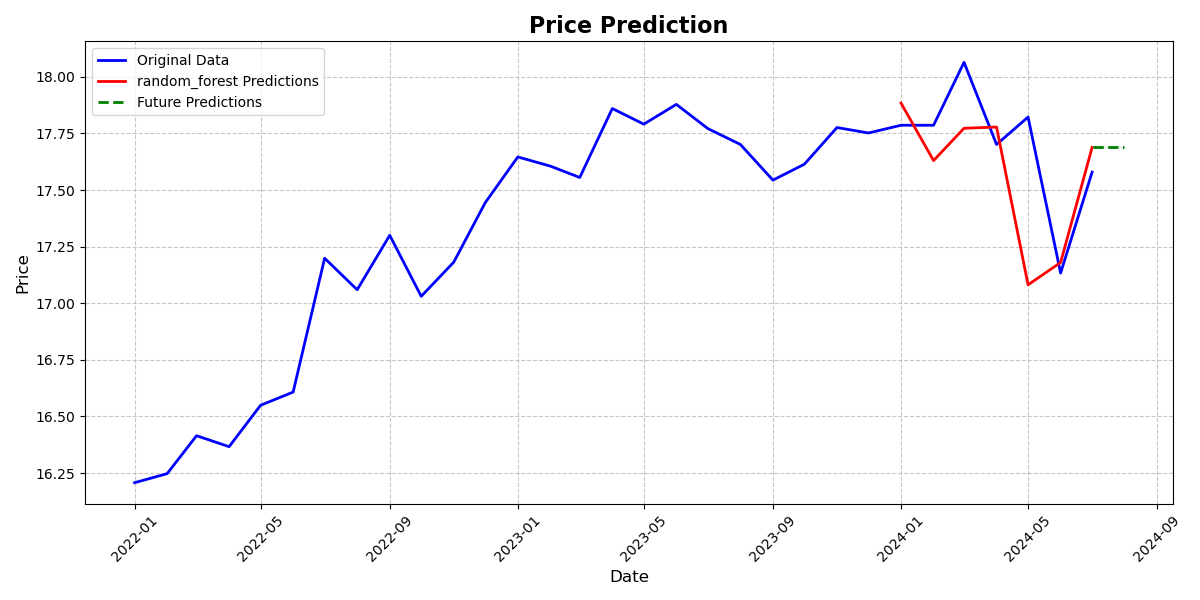 Price Prediction
Original Data
random_forest Predictions
Future Predictions
18.00
17.75
17.50
17.25
17.00
16.75
16.50
16.25
Price
2022-01
2022-05
2022-09
2023-01
2023-05
2023-09
2024-01
2024-05
2024-09
Date